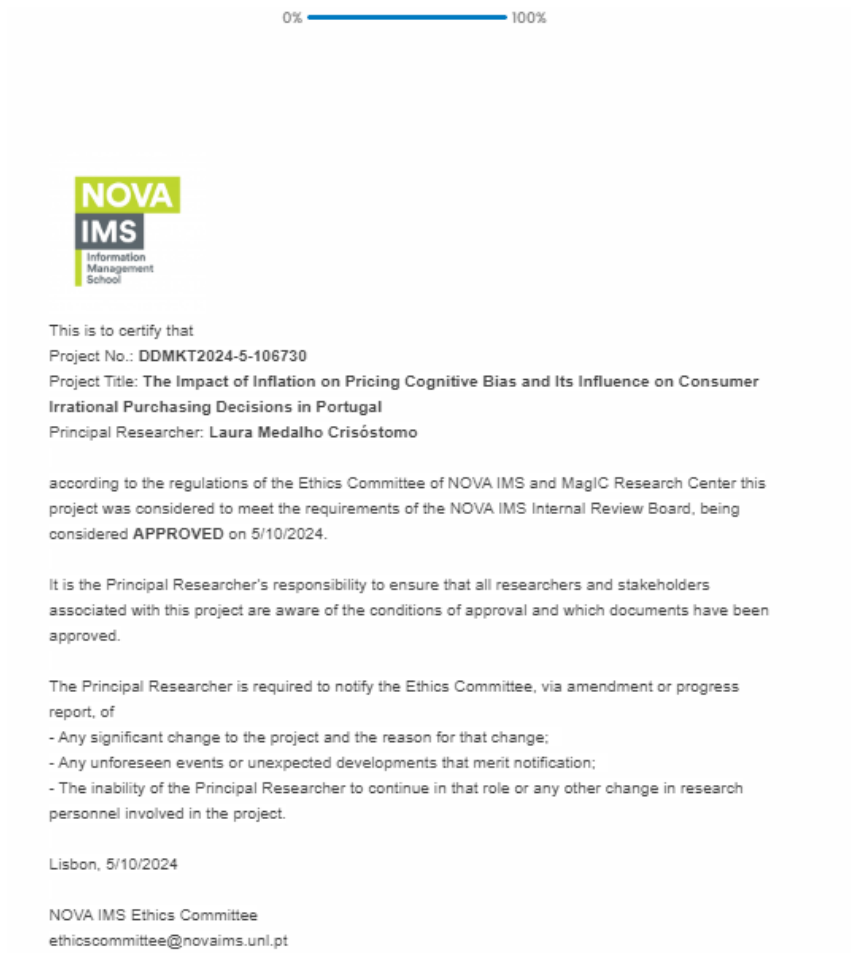 0% 100%
NOVA
IMS
Information
Management
School
This is to certify that
Project No.: DDMKT2024-5-106730
Project Title: The Impact of Inflation on Pricing Cognitive Bias and Its Influence on Consumer
Irrational Purchasing Decisions in Portugal
Principal Researcher: Laura Medalho Crisóstomo
according to the regulations of the Ethics Committee of NOVA IMS and MagIC Research Center this
project was considered to meet the requirements of the NOVA IMS Internal Review Board, being
considered APPROVED on 5/10/2024.
It is the Principal Researcher's responsibility to ensure that all researchers and stakeholders
associated with this project are aware of the conditions of approval and which documents have been
approved.
The Principal Researcher is required to notify the Ethics Committee, via amendment or progress
report, of
- Any significant change to the project and the reason for that change;
- Any unforeseen events or unexpected developments that merit notification;
- The inability of the Principal Researcher to continue in that role or any other change in research
personnel involved in the project.
Lisbon, 5/10/2024
NOVA IMS Ethics Committee
ethicscommittee@novaims.unl.pt